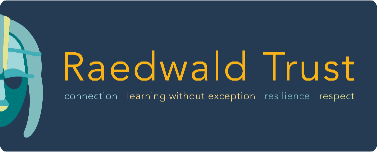 Raedwald Trust
connection learning without exception resilience respect